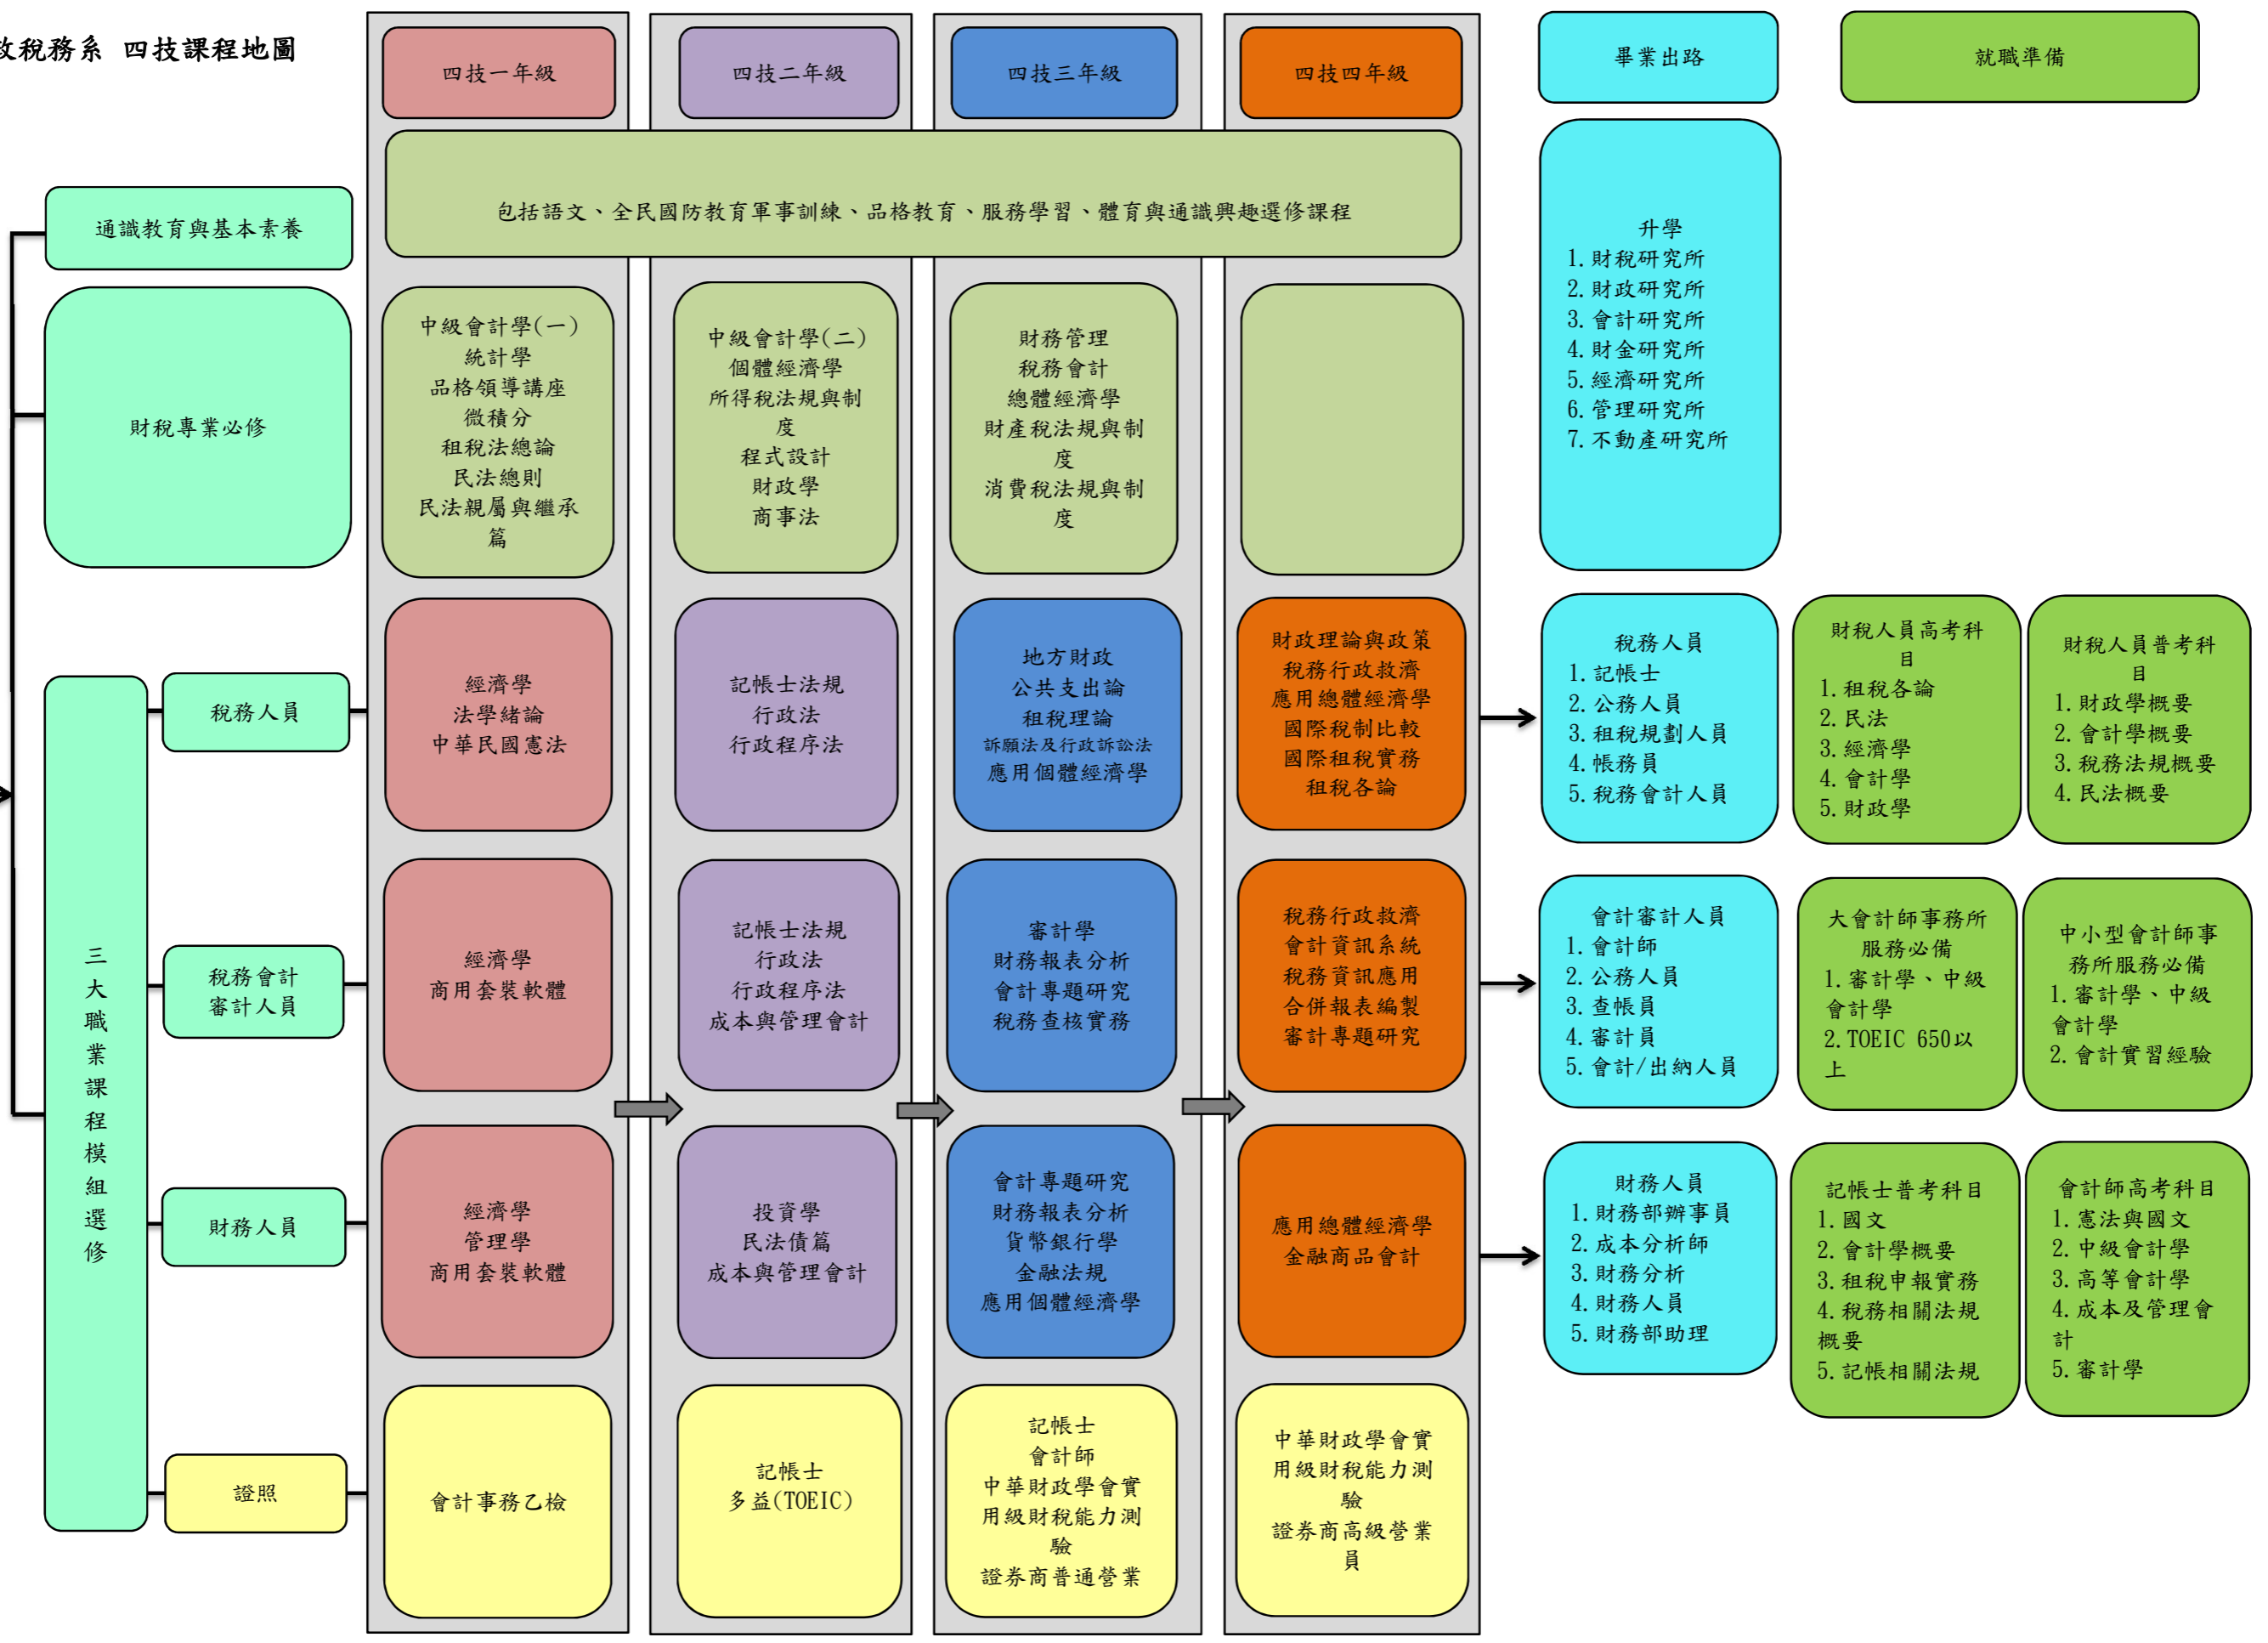 政稅務系 四技課程地圖
四技一年級
四技二年級
四技三年級
四技四年級
畢業出路
就職準備
通識教育與基本素養
包括語文、全民國防教育軍事訓練、品格教育、服務學習、體育與通識興趣選修課程
升學
1.財稅研究所
2.財政研究所
3.會計研究所
4.財金研究所
5.經濟研究所
6.管理研究所
7.不動產研究所
財稅專業必修
中級會計學(一)
統計學
品格領導講座
微積分
租稅法總論
民法總則
民法親屬與繼承
篇
中級會計學(二)
個體經濟學
所得稅法規與制
度
程式設計
財政學
商事法
財務管理
稅務會計
總體經濟學
財產稅法規與制
度
消費稅法規與制
度
三大職業課程模組選修
稅務人員
經濟學
法學緒論
中華民國憲法
記帳士法規
行政法
行政程序法
地方財政
公共支出論
租稅理論
訴願法及行政訴訟法
應用個體經濟學
財政理論與政策
稅務行政救濟
應用總體經濟學
國際稅制比較
國際租稅實務
租稅各論
稅務人員
1.記帳士
2.公務人員
3.租稅規劃人員
4.帳務員
5.稅務會計人員
財稅人員高考科
目
1.租稅各論
2.民法
3.經濟學
4.會計學
5.財政學
財稅人員普考科
目
1.財政學概要
2.會計學概要
3.稅務法規概要
4.民法概要
稅務會計
審計人員
經濟學
商用套裝軟體
記帳士法規
行政法
行政程序法
成本與管理會計
審計學
財務報表分析
會計專題研究
稅務查核實務
稅務行政救濟
會計資訊系統
稅務資訊應用
合併報表編製
審計專題研究
會計審計人員
1.會計師
2.公務人員
3.查帳員
4.審計員
5.會計/出納人員
大會計師事務所
服務必備
1.審計學、中級
會計學
2.TOEIC 650以
上
中小型會計師事
務所服務必備
1.審計學、中級
會計學
2.會計實習經驗
財務人員
經濟學
管理學
商用套裝軟體
投資學
民法債篇
成本與管理會計
會計專題研究
財務報表分析
貨幣銀行學
金融法規
應用個體經濟學
應用總體經濟學
金融商品會計
財務人員
1.財務部辦事員
2.成本分析師
3.財務分析
4.財務人員
5.財務部助理
記帳士普考科目
1.國文
2.會計學概要
3.租稅申報實務
4.稅務相關法規
概要
5.記帳相關法規
會計師高考科目
1.憲法與國文
2.中級會計學
3.高等會計學
4.成本及管理會
計
5.審計學
證照
會計事務乙檢
記帳士
多益(TOEIC)
記帳士
會計師
中華財政學會實
用級財稅能力測
驗
證券商普通營業
中華財政學會實
用級財稅能力測
驗
證券商高級營業
員